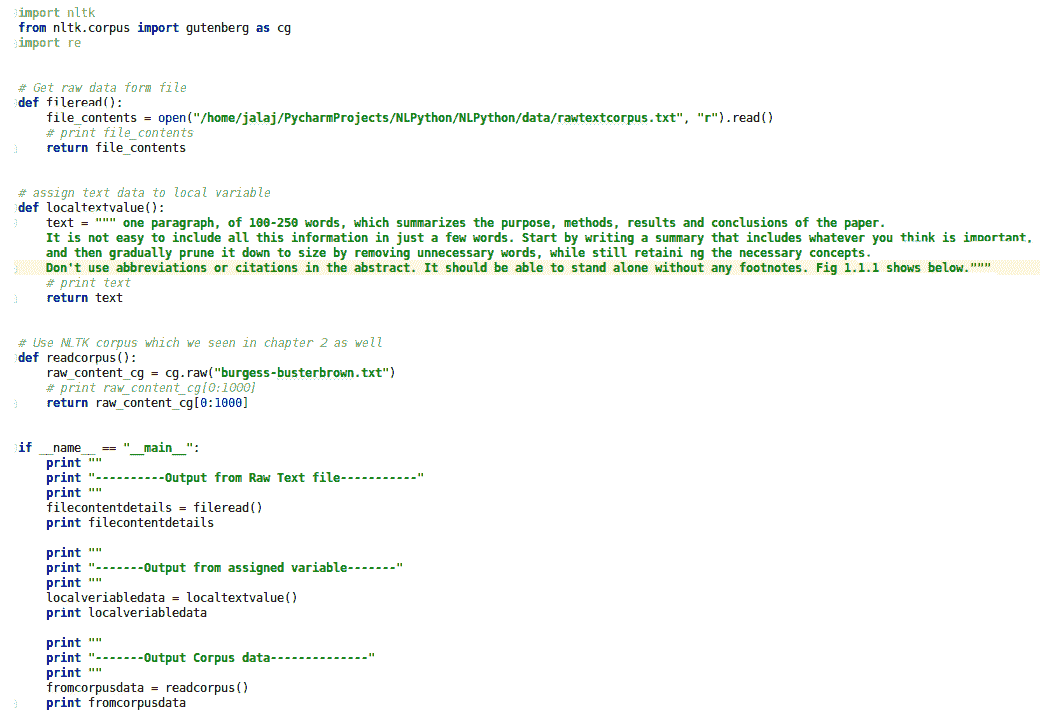 import nltk
from nltk.corpus import gutenberg as cg
import re
# Get raw data form file
def fileread():
    file_contents = open("/home/jalaj/PycharmProjects/NLPython/NLPython/data/rawtextcorpus.txt", "r").read()
    # print file_contents
    return file_contents
# assign text data to local variable
def localtextvalue():
    text = """ one paragraph, of 100-250 words, which summarizes the purpose, methods, results and conclusions of the paper.
    It is not easy to include all this information in just a few words. Start by writing a summary that includes whatever you think is important,
    and then gradually prune it down to size by removing unnecessary words, while still retaini ng the necessary concepts.
    Don't use abbreviations or citations in the abstract. It should be able to stand alone without any footnotes. Fig 1.1.1 shows below."""
    # print text
    return text
# Use NLTK corpus which we seen in chapter 2 as well
def readcorpus():
    raw_content_cg = cg.raw("burgess-busterbrown.txt")
    # print raw_content_cg[0:1000]
    return raw_content_cg[0:1000]
if __name__ == "__main__":
    print ""
    print "----------Output from Raw Text file-----------"
    print ""
    filecontentdetails = fileread()
    print filecontentdetails
    print ""
    print "-------Output from assigned variable-------"
    print ""
    localveriabledata = localtextvalue()
    print localveriabledata
    print ""
    print "-------Output Corpus data--------------"
    print ""
    fromcorpusdata = readcorpus()
    print fromcorpusdata